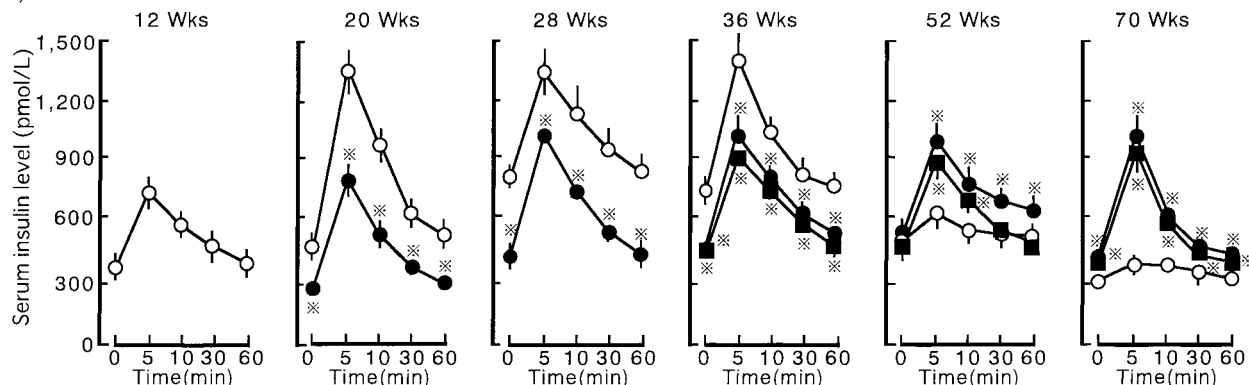 12 Wks 20 Wks 28 Wks 36 Wks 52 Wks 70 Wks
Serum insulin level (pmol/L)
1,500
1,200
900
600
300
0
0 5 10 30 60 0 5 10 30 60 0 5 10 30 60 0 5 10 30 60 0 5 10 30 60 0 5 10 30 60
Time(min) Time(min) Time(min) Time(min) Time(min) Time(min)